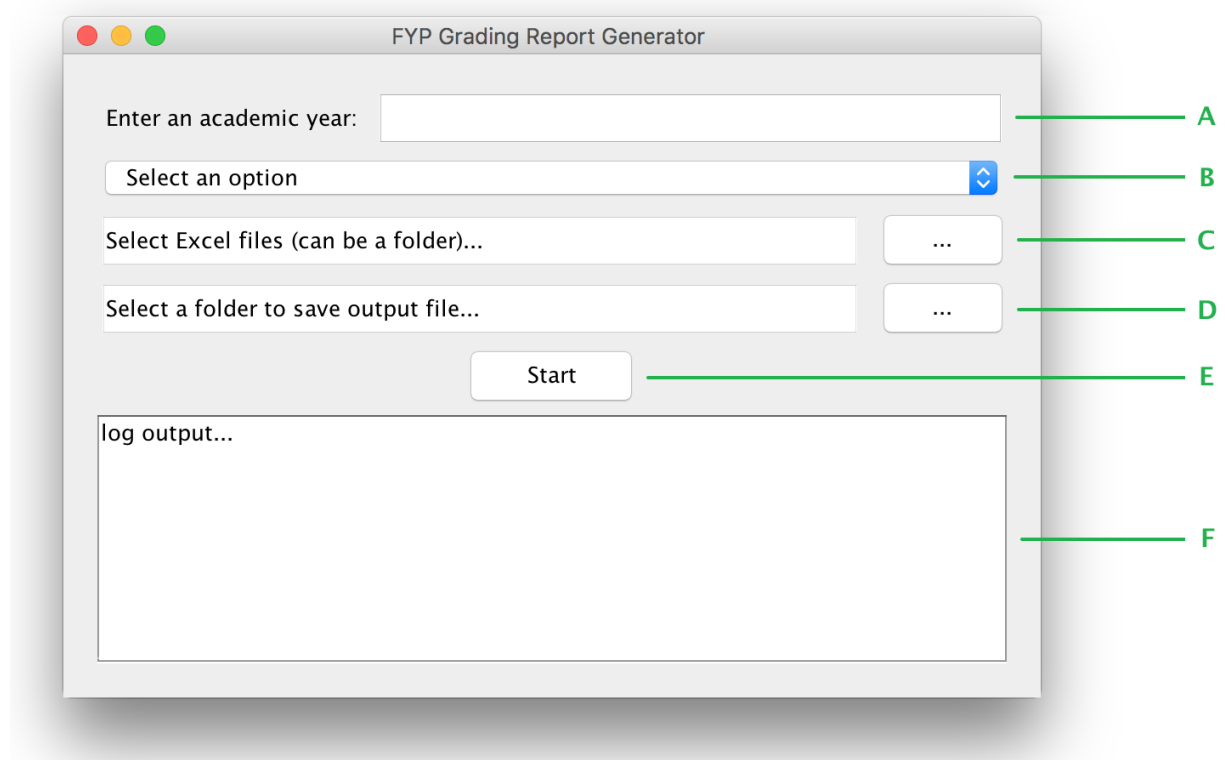 FYP Grading Report Generator
Enter an academic year:
A
Select an option
B
Select Excel files (can be a folder)...
...
C
Select a folder to save output file...
...
D
Start
E
log output...
F